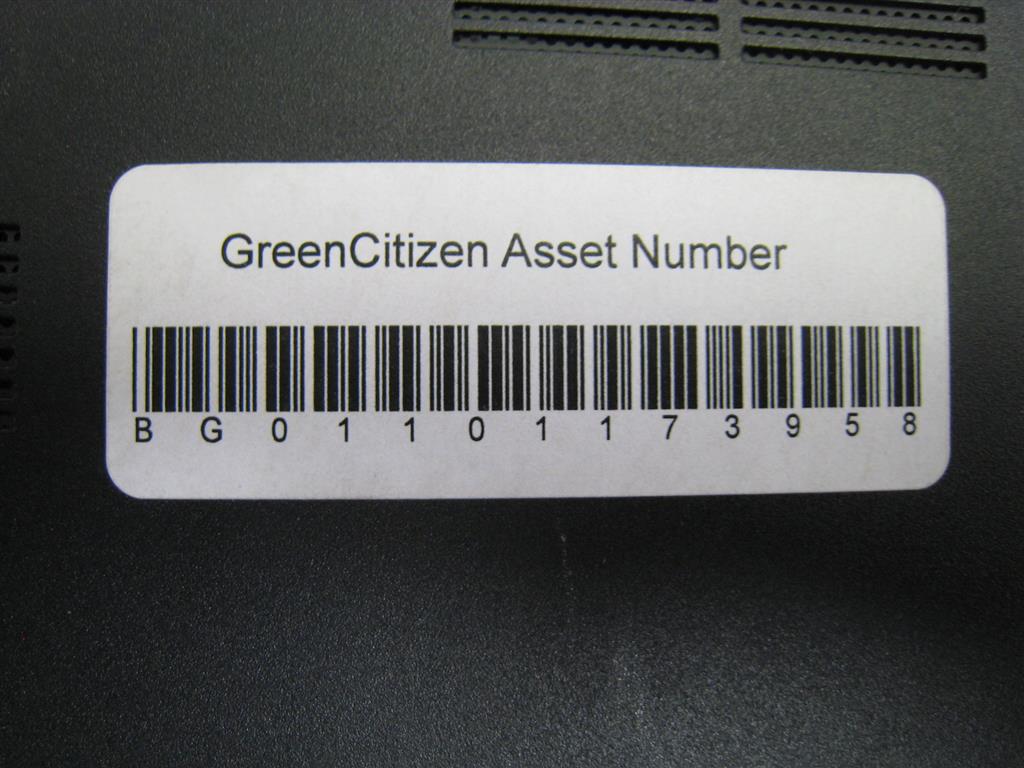 GreenCitizen Asset Number
B G 0 1 1 0 1 1 7 3 9 5 8